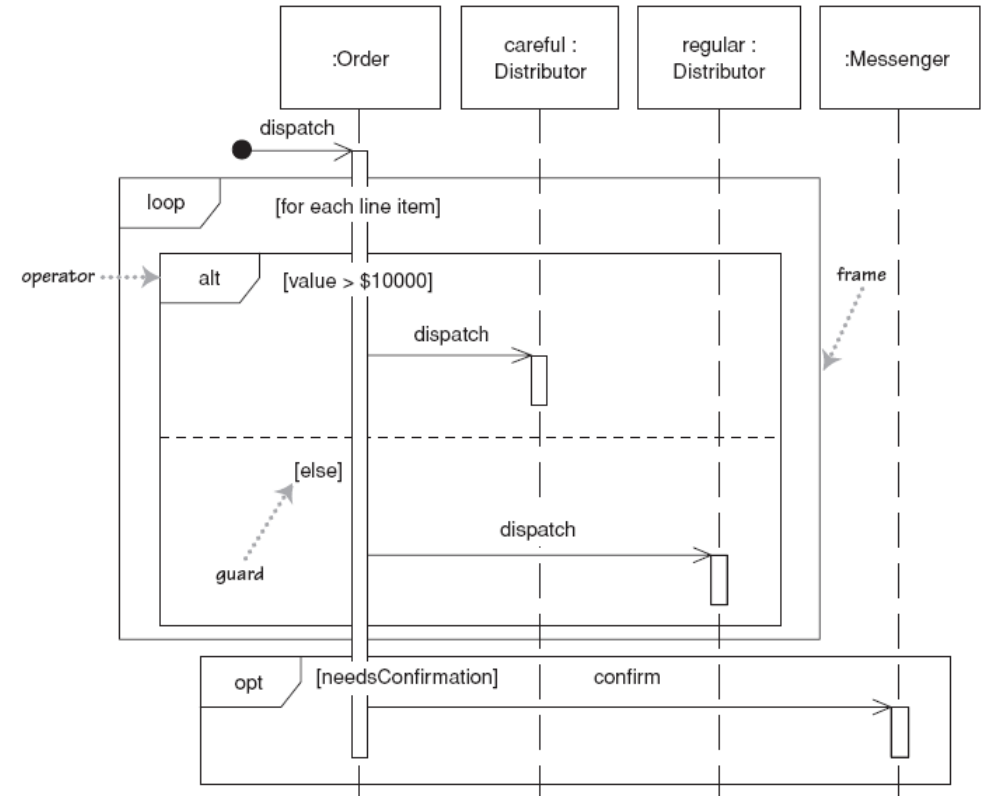 :Order
careful :
Distributor
regular :
Distributor
:Messenger
dispatch
loop
[for each line item]
operator
alt
[value > $10000]
frame
dispatch
[else]
dispatch
guard
opt
[needsConfirmation]
confirm